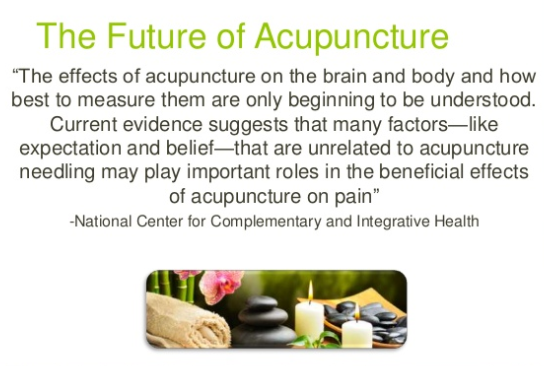 The Future of Acupuncture
“The effects of acupuncture on the brain and body and how
best to measure them are only beginning to be understood.
Current evidence suggests that many factors—like
expectation and belief—that are unrelated to acupuncture
needling may play important roles in the beneficial effects
of acupuncture on pain”
-National Center for Complementary and Integrative Health